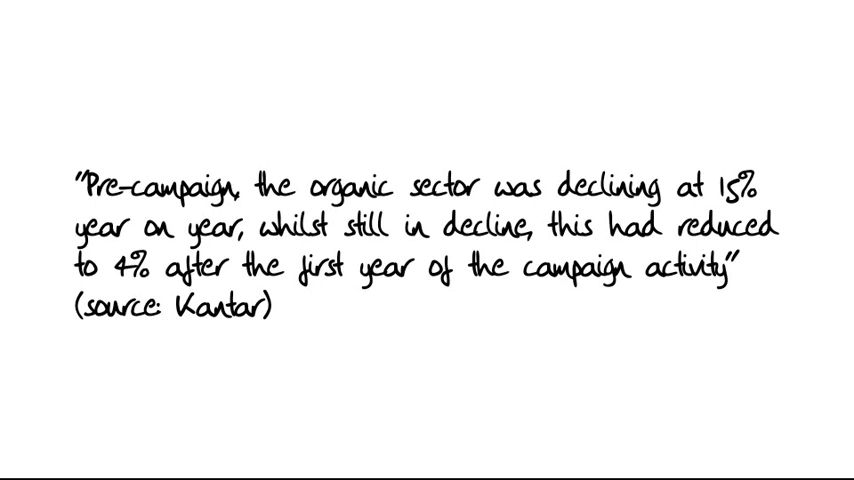 "Pre-campaign, the organic sector was declining at 15%
year on year, whilst still in decline, this had reduced
to 4% after the first year of the campaign activity"
(source: Kantar)